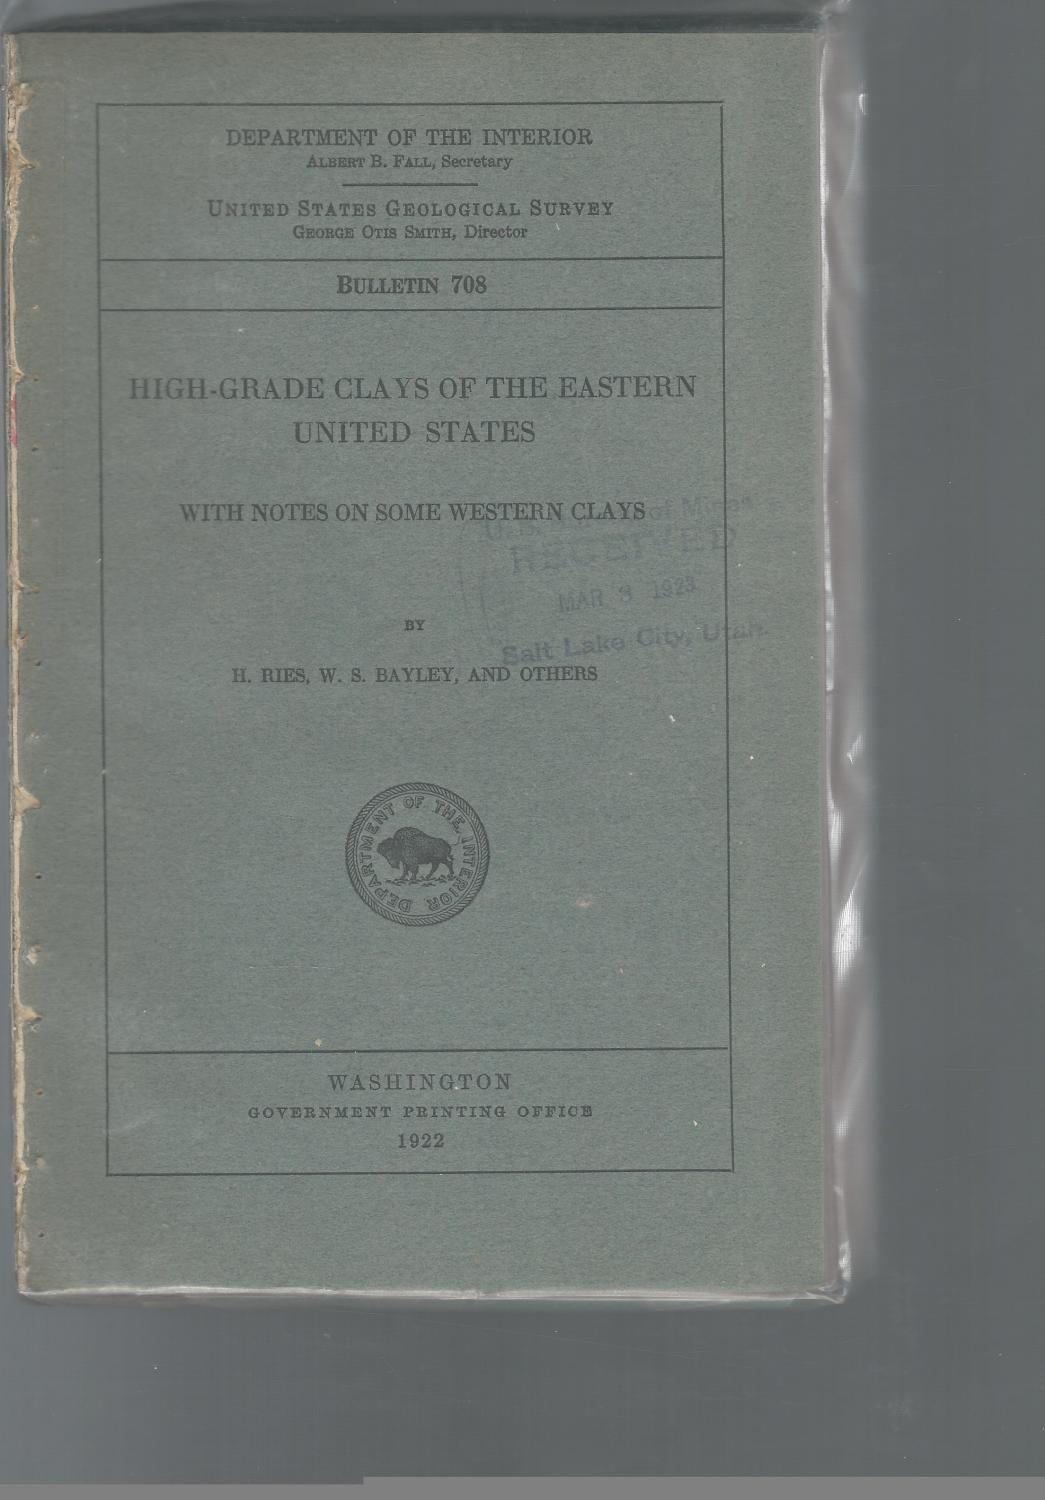 DEPARTMENT OF THE INTERIOR
ALBERT B. FALL, Secretary
UNITED STATES GEOLOGICAL SURVEY
GEORGE OTIS SMITH, Director
BULLETIN 708
HIGH-GRADE CLAYS OF THE EASTERN
UNITED STATES
WITH NOTES ON SOME WESTERN CLAYS
of Mines
RECEIVED
MAR 3 1923
Salt Lake City, Utah.
BY
H. RIES, W. S. BAYLEY, AND OTHERS
DEPARTMENT OF THE INTERIOR
WASHINGTON
GOVERNMENT PRINTING OFFICE
1922